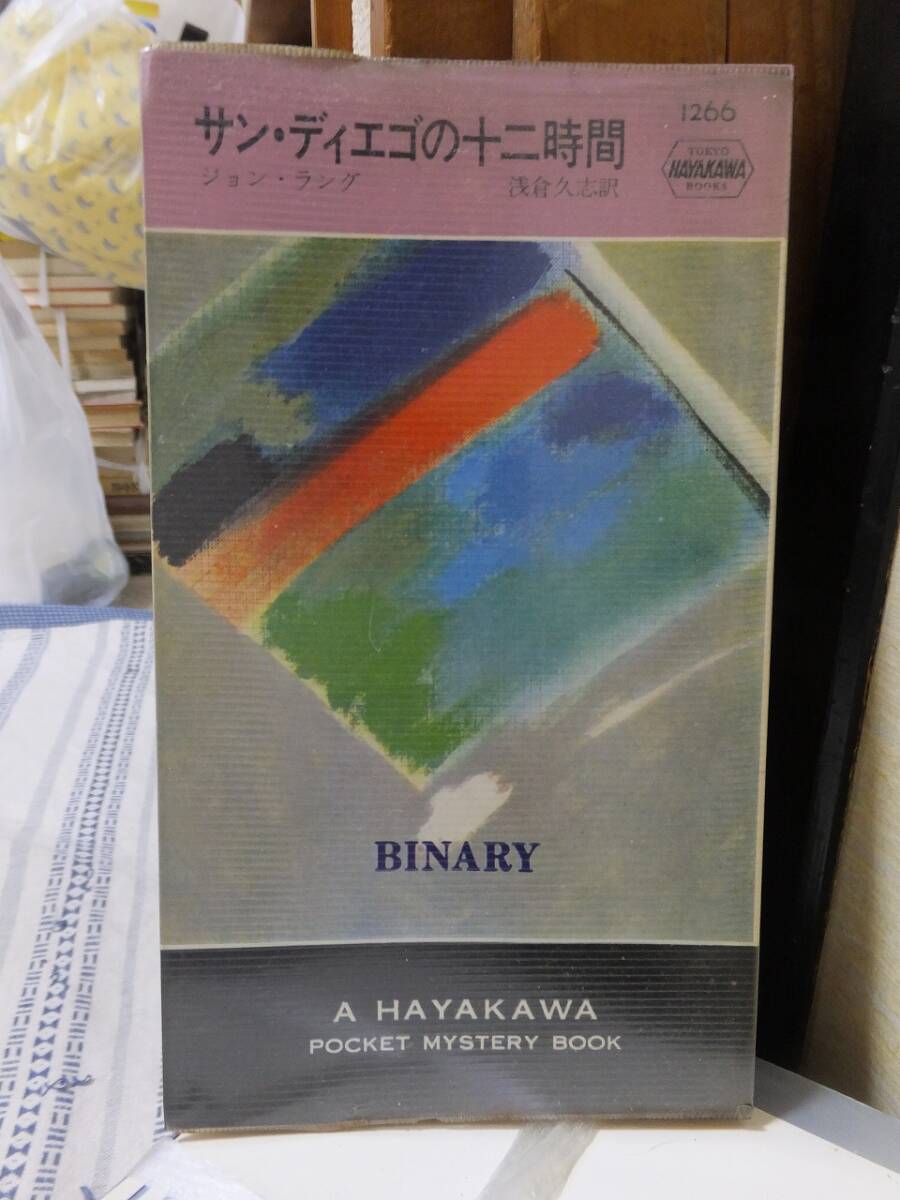 サン・ディエゴの十二時間
1266
ジョン・ラング
浅倉久志訳
TOKYO
HAYAKAWA
BOOKS
BINARY
A HAYAKAWA
POCKET MYSTERY BOOK